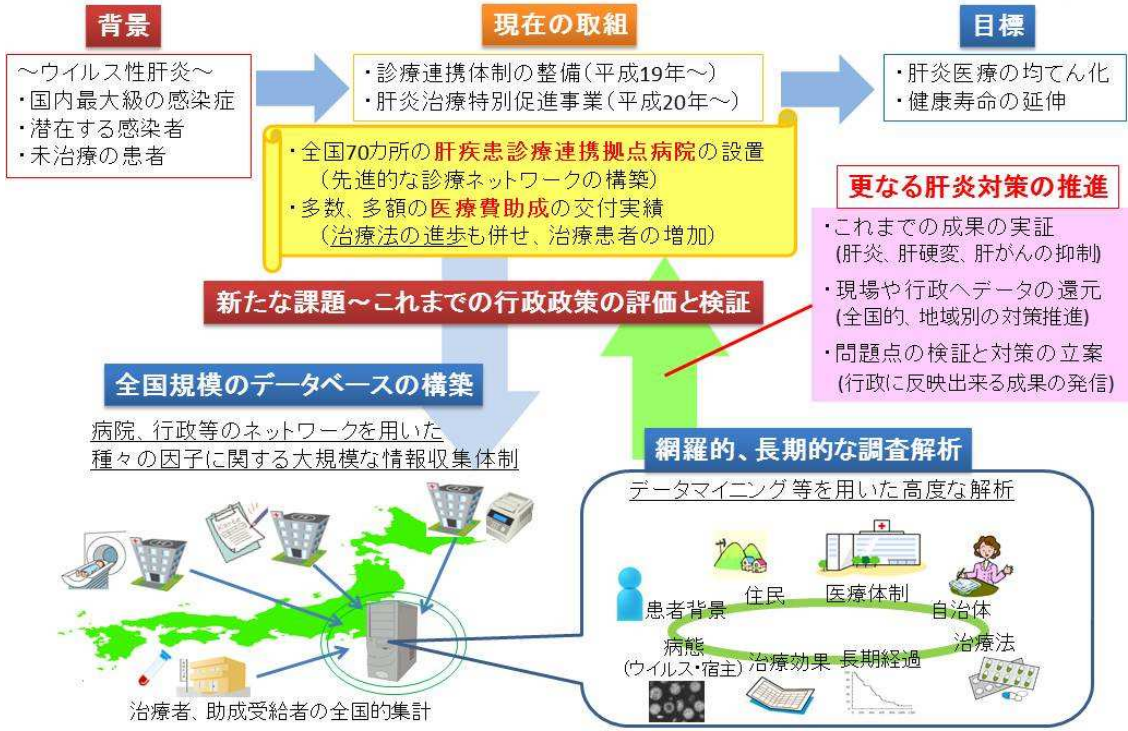 背景
～ウイルス性肝炎～
・国内最大級の感染症
・潜在する感染者
・未治療の患者
現在の取組
・診療連携体制の整備（平成19年～）
・肝炎治療特別促進事業（平成20年～）
・全国70カ所の肝疾患診療連携拠点病院の設置
（先進的な診療ネットワークの構築）
・多数、多額の医療費助成の交付実績
（治療法の進歩も併せ、治療患者の増加）
目標
・肝炎医療の均てん化
・健康寿命の延伸
更なる肝炎対策の推進
・これまでの成果の実証
(肝炎、肝硬変、肝がんの抑制)
・現場や行政へデータの還元
(全国的、地域別の対策推進)
・問題点の検証と対策の立案
(行政に反映出来る成果の発信)
新たな課題～これまでの行政政策の評価と検証
全国規模のデータベースの構築
病院、行政等のネットワークを用いた
種々の因子に関する大規模な情報収集体制
治療者、助成受給者の全国的集計
網羅的、長期的な調査解析
データマイニング等を用いた高度な解析
患者背景
住民
医療体制
自治体
病態
(ウイルス・宿主)
治療効果
長期経過
治療法